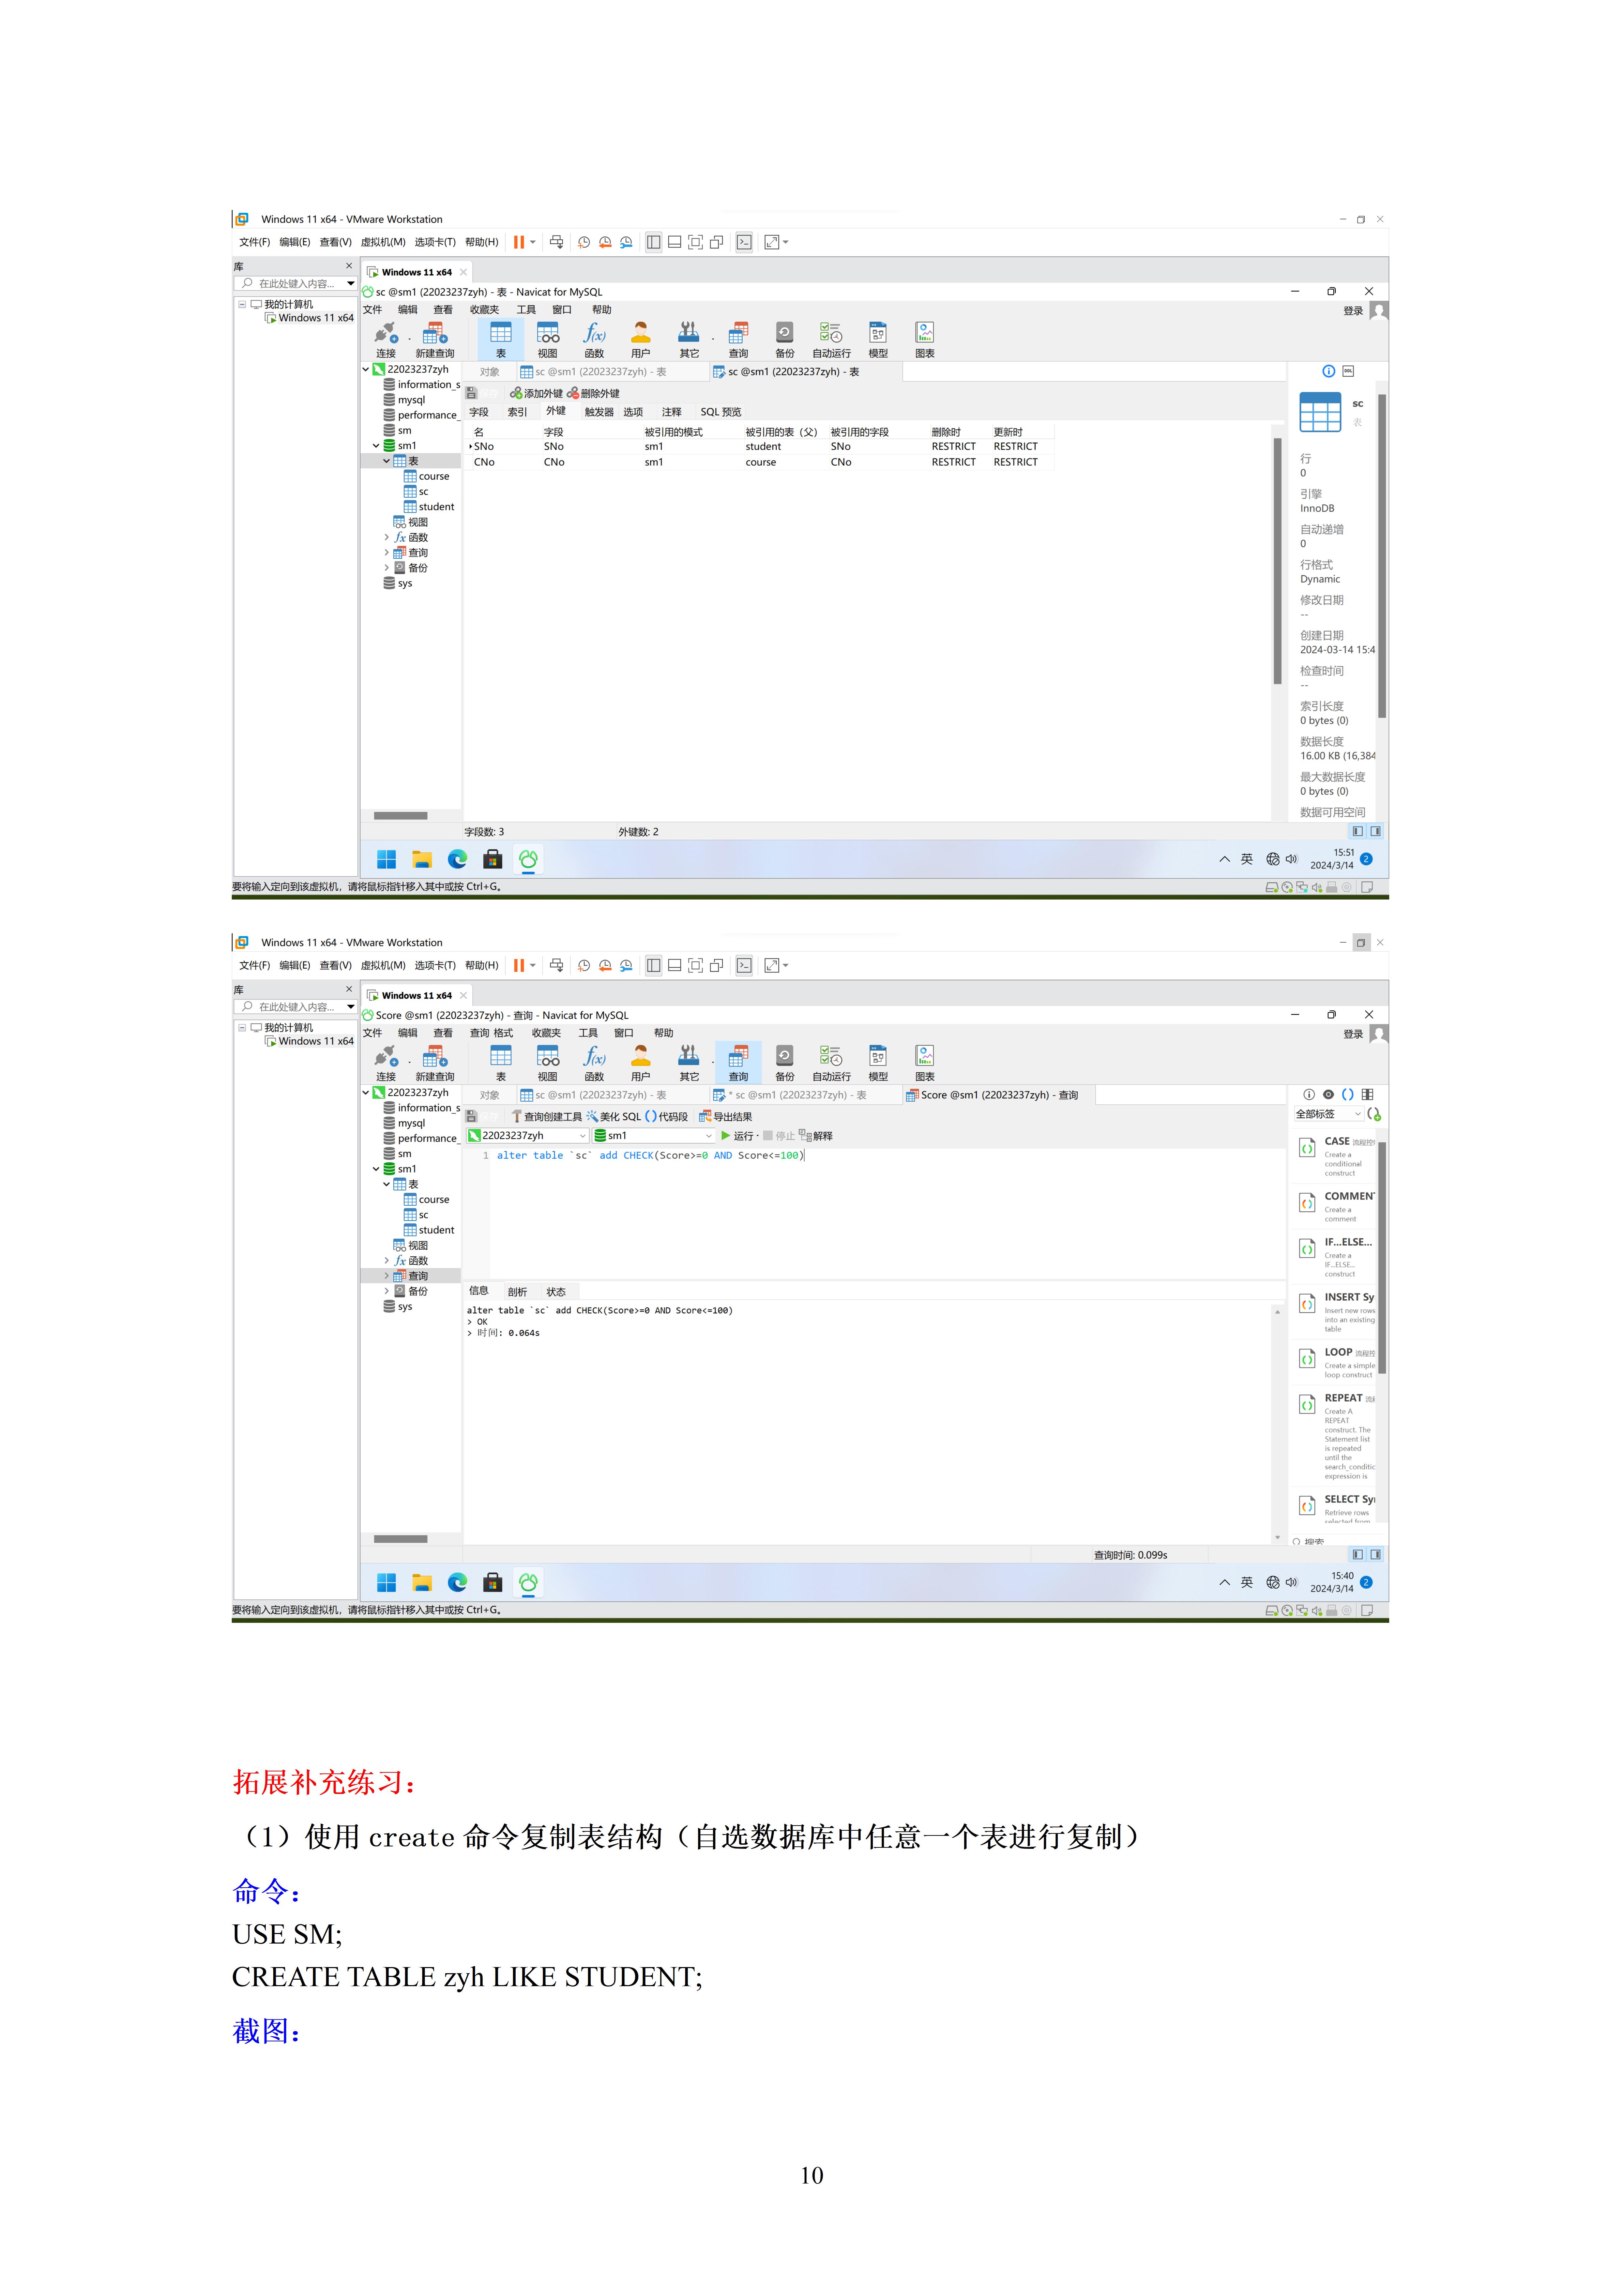 Windows 11 x64 - VMware Workstation
文件(F) 编辑(E) 查看(V) 虚拟机(M) 选项卡(T) 帮助(H)
库
在此处键入内容...
我的计算机
Windows 11 x64
Windows 11 x64
sc @sm1 (22023237zyh) - 表 - Navicat for MySQL
文件 编辑 查看 收藏夹 工具 窗口 帮助
登录
连接 新建查询 表 视图 函数 用户 其它 查询 备份 自动运行 模型 图表
22023237zyh
information_s
mysql
performance_
sm
sm1
表
course
sc
student
视图
函数
查询
备份
sys
对象 sc @sm1 (22023237zyh) - 表 sc @sm1 (22023237zyh) - 表
添加外键 删除外键
字段 索引 外键 触发器 选项 注释 SQL 预览
名 字段 被引用的模式 被引用的表（父） 被引用的字段 删除时 更新时
SNo SNo sm1 student SNo RESTRICT RESTRICT
CNo CNo sm1 course CNo RESTRICT RESTRICT
sc
表
行
0
引擎
InnoDB
自动递增
0
行格式
Dynamic
修改日期
--
创建日期
2024-03-14 15:4
检查时间
--
索引长度
0 bytes (0)
数据长度
16.00 KB (16,384
最大数据长度
0 bytes (0)
数据可用空间
字段数: 3 外键数: 2
英
15:51
2024/3/14
2
要将输入定向到该虚拟机，请将鼠标指针移入其中或按 Ctrl+G。
Windows 11 x64 - VMware Workstation
文件(F) 编辑(E) 查看(V) 虚拟机(M) 选项卡(T) 帮助(H)
库
在此处键入内容...
我的计算机
Windows 11 x64
Windows 11 x64
Score @sm1 (22023237zyh) - 查询 - Navicat for MySQL
文件 编辑 查看 查询 格式 收藏夹 工具 窗口 帮助
登录
连接 新建查询 表 视图 函数 用户 其它 查询 备份 自动运行 模型 图表
22023237zyh
information_s
mysql
performance_
sm
sm1
表
course
sc
student
视图
函数
查询
备份
sys
对象 sc @sm1 (22023237zyh) - 表 * sc @sm1 (22023237zyh) - 表 Score @sm1 (22023237zyh) - 查询
查询创建工具 美化 SQL 代码段 导出结果
22023237zyh sm1 运行 停止 解释
1 alter table `sc` add CHECK(Score>=0 AND Score<=100)
信息 剖析 状态
alter table `sc` add CHECK(Score>=0 AND Score<=100)
> OK
> 时间: 0.064s
全部标签
CASE 流程控
Create a
conditional
construct
COMMEN
Create a
comment
IF...ELSE...
Create a
IF...ELSE...
construct
INSERT Sy
Insert new rows
into an existing
table
LOOP 流程控
Create a simple
loop construct
REPEAT
Create A
REPEAT
construct. The
Statement list
is repeated
until the
search_conditic
expression is
SELECT Sy
Retrieve rows
selected from
搜索
查询时间: 0.099s
英
15:40
2024/3/14
2
要将输入定向到该虚拟机，请将鼠标指针移入其中或按 Ctrl+G。
拓展补充练习：
（1）使用 create 命令复制表结构（自选数据库中任意一个表进行复制）
命令：
USE SM;
CREATE TABLE zyh LIKE STUDENT;
截图：
10